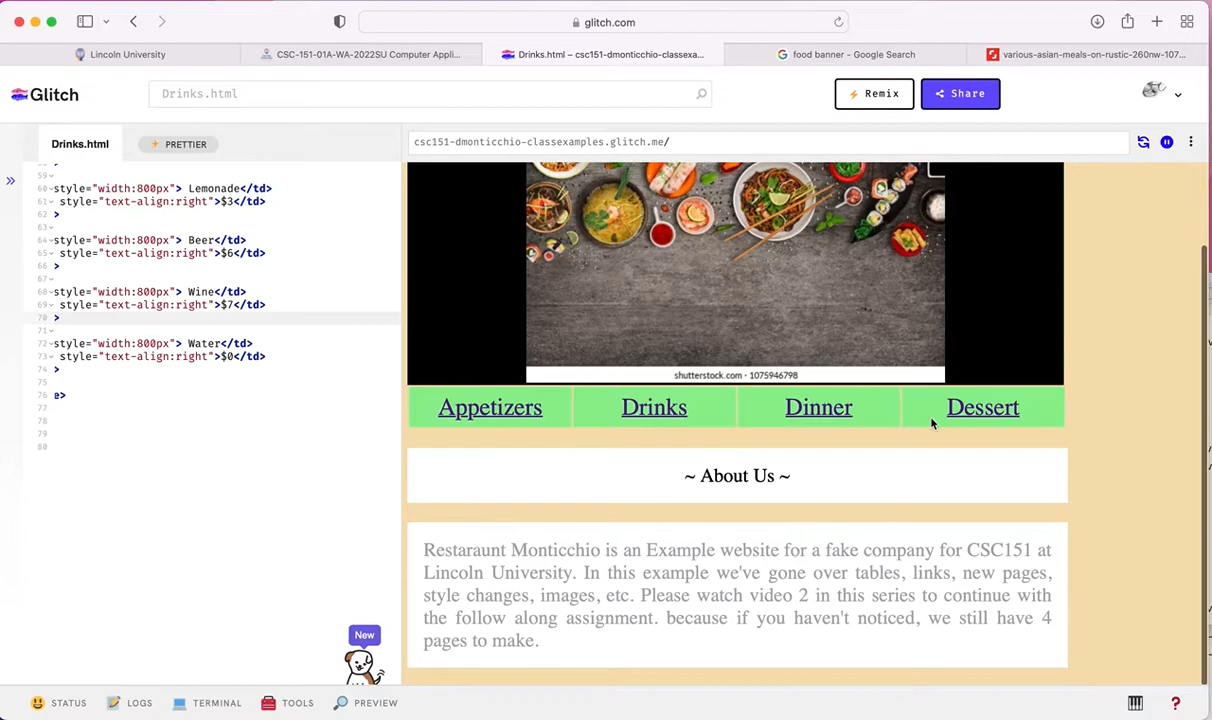 glitch.com
Lincoln University
CSC-151-01A-WA-2022SU Computer Appli...
Drinks.html – csc151-dmonticchio-classexa...
food banner - Google Search
various-asian-meals-on-rustic-260nw-107...
Glitch
Drinks.html
Remix
Share
Drinks.html
PRETTIER
csc151-dmonticchio-classexamples.glitch.me/
59
60 style="width:800px"> Lemonade</td>
61 style="text-align:right">$3</td>
62 >
63
64 style="width:800px"> Beer</td>
65 style="text-align:right">$6</td>
66 >
67
68 style="width:800px"> Wine</td>
69 style="text-align:right">$7</td>
70 >
71
72 style="width:800px"> Water</td>
73 style="text-align:right">$0</td>
74 >
75
76 e>
77
78
79
80
shutterstock.com · 1075946798
Appetizers Drinks Dinner Dessert
~ About Us ~
Restaraunt Monticchio is an Example website for a fake company for CSC151 at
Lincoln University. In this example we've gone over tables, links, new pages,
style changes, images, etc. Please watch video 2 in this series to continue with
the follow along assignment. because if you haven't noticed, we still have 4
pages to make.
New
STATUS LOGS TERMINAL TOOLS PREVIEW ?